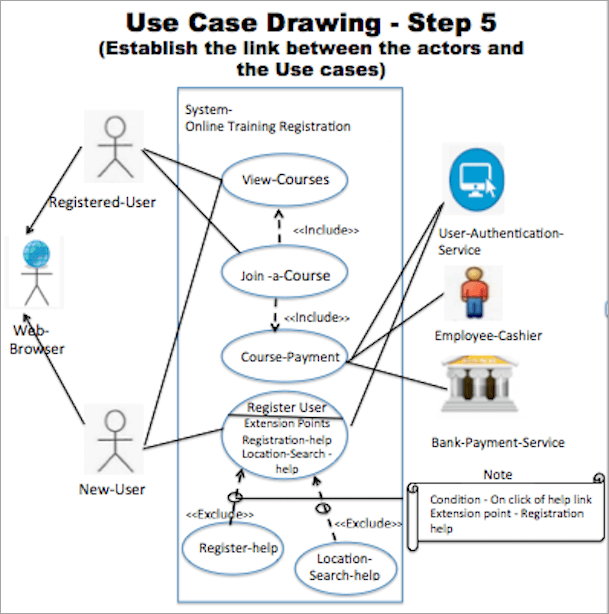 Use Case Drawing - Step 5
(Establish the link between the actors and
the Use cases)
System-
Online Training Registration
View-Courses
<<Include>>
Join -a-Course
<<Include>>
Course-Payment
Register User
Extension Points
Registration-help
Location-Search -
help
<<Exclude>>
<<Exclude>>
Register-help
Location-
Search-help
Registered-User
Web-
Browser
New-User
User-Authentication-
Service
Employee-Cashier
Bank-Payment-Service
Note
Condition - On click of help link
Extension point - Registration
help